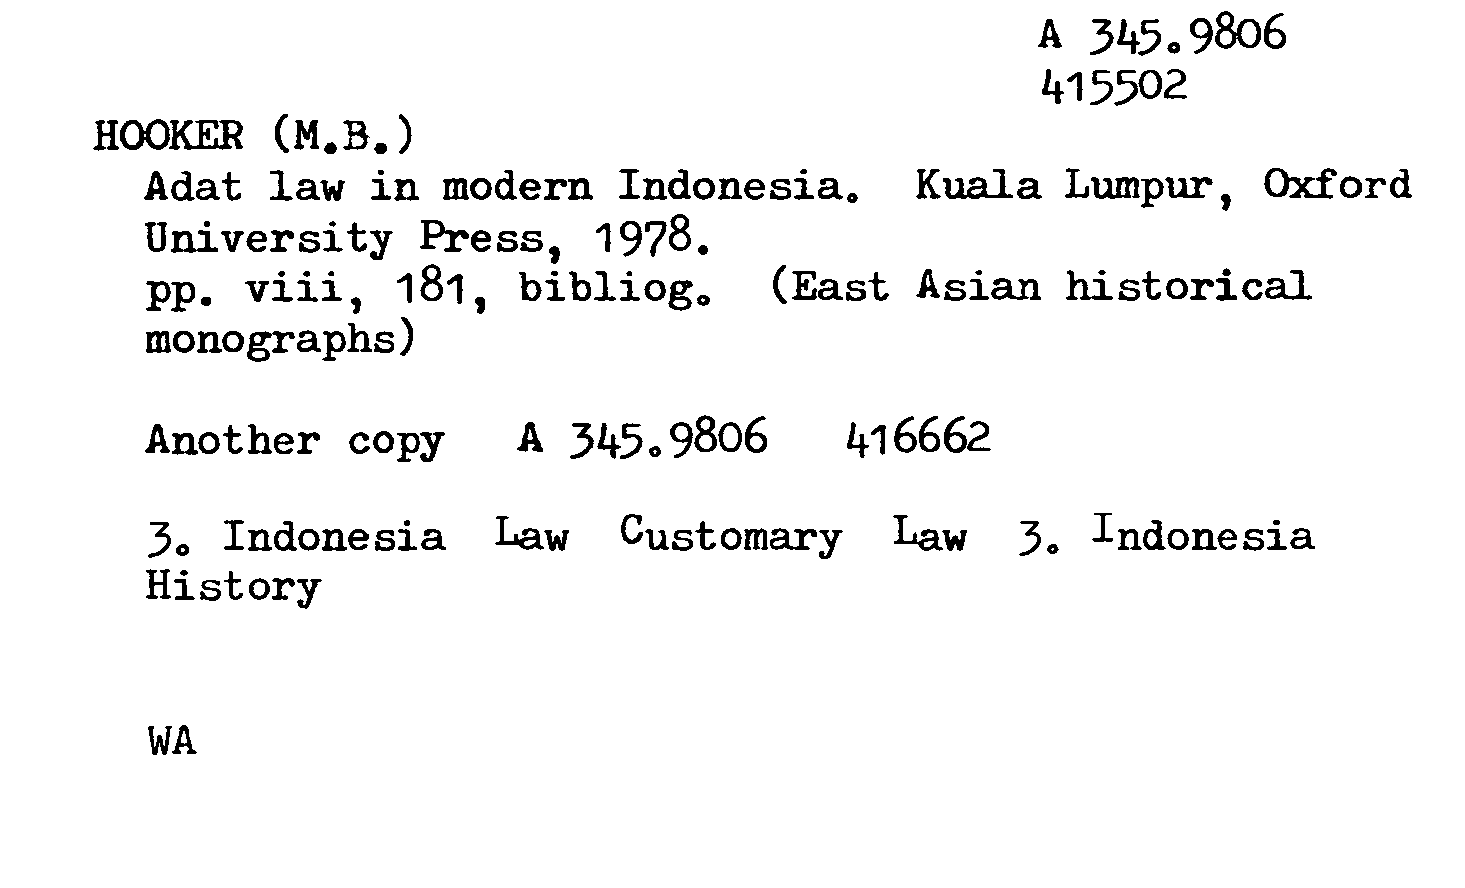 A 345.9806
415502
HOOKER (M.B.)
Adat law in modern Indonesia. Kuala Lumpur, Oxford
University Press, 1978.
pp. viii, 181, bibliog. (East Asian historical
monographs)
Another copy A 345.9806 416662
3. Indonesia Law Customary Law 3. Indonesia
History
WA